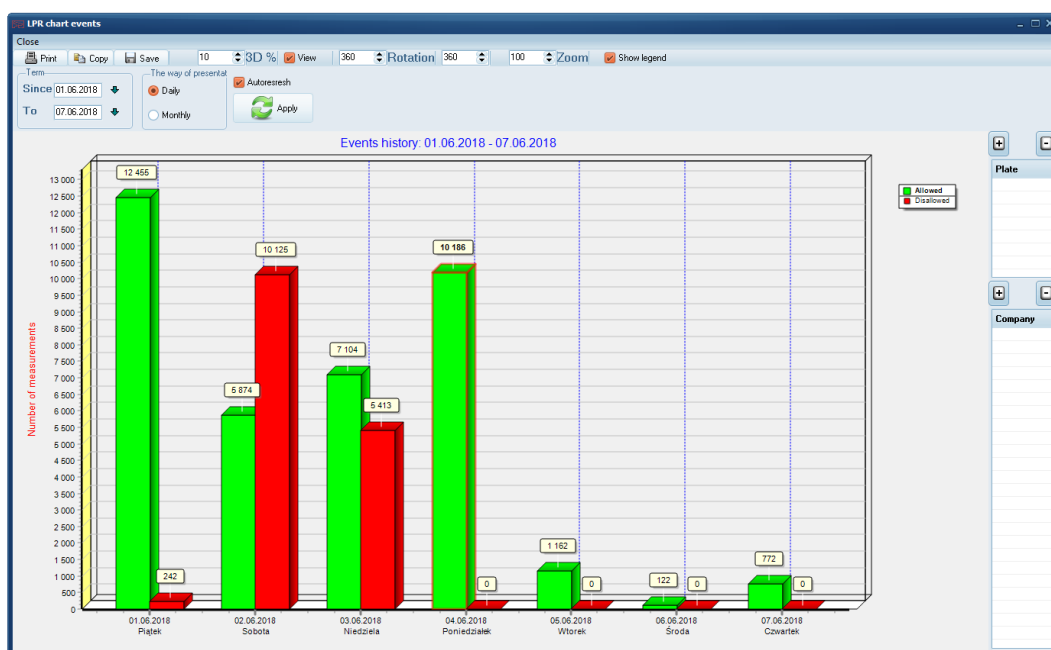 LPR chart events
Close
Print Copy Save 10 3D % View 360 Rotation 360 100 Zoom Show legend
Term
Since 01.06.2018
To 07.06.2018
The way of presentat
Daily
Monthly
Autoresresh
Apply
Events history: 01.06.2018 - 07.06.2018
Number of measurements
13 000
12 500
12 000
11 500
11 000
10 500
10 000
9 500
9 000
8 500
8 000
7 500
7 000
6 500
6 000
5 500
5 000
4 500
4 000
3 500
3 000
2 500
2 000
1 500
1 000
500
0
12 455
242
5 874
10 125
7 104
5 413
10 186
0
1 162
0
122
0
772
0
01.06.2018
Piątek
02.06.2018
Sobota
03.06.2018
Niedziela
04.06.2018
Poniedziałek
05.06.2018
Wtorek
06.06.2018
Środa
07.06.2018
Czwartek
Allowed
Disallowed
Plate
Company